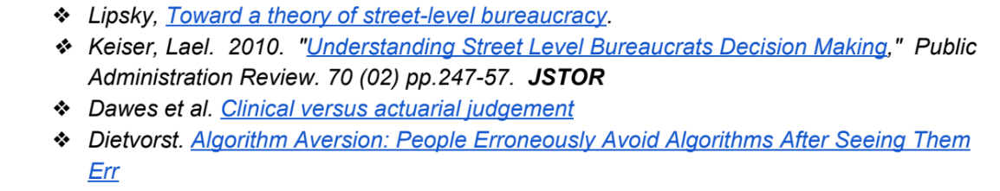 ❖ Lipsky, Toward a theory of street-level bureaucracy.
❖ Keiser, Lael. 2010. "Understanding Street Level Bureaucrats Decision Making," Public
Administration Review. 70 (02) pp.247-57. JSTOR
❖ Dawes et al. Clinical versus actuarial judgement
❖ Dietvorst. Algorithm Aversion: People Erroneously Avoid Algorithms After Seeing Them
Err